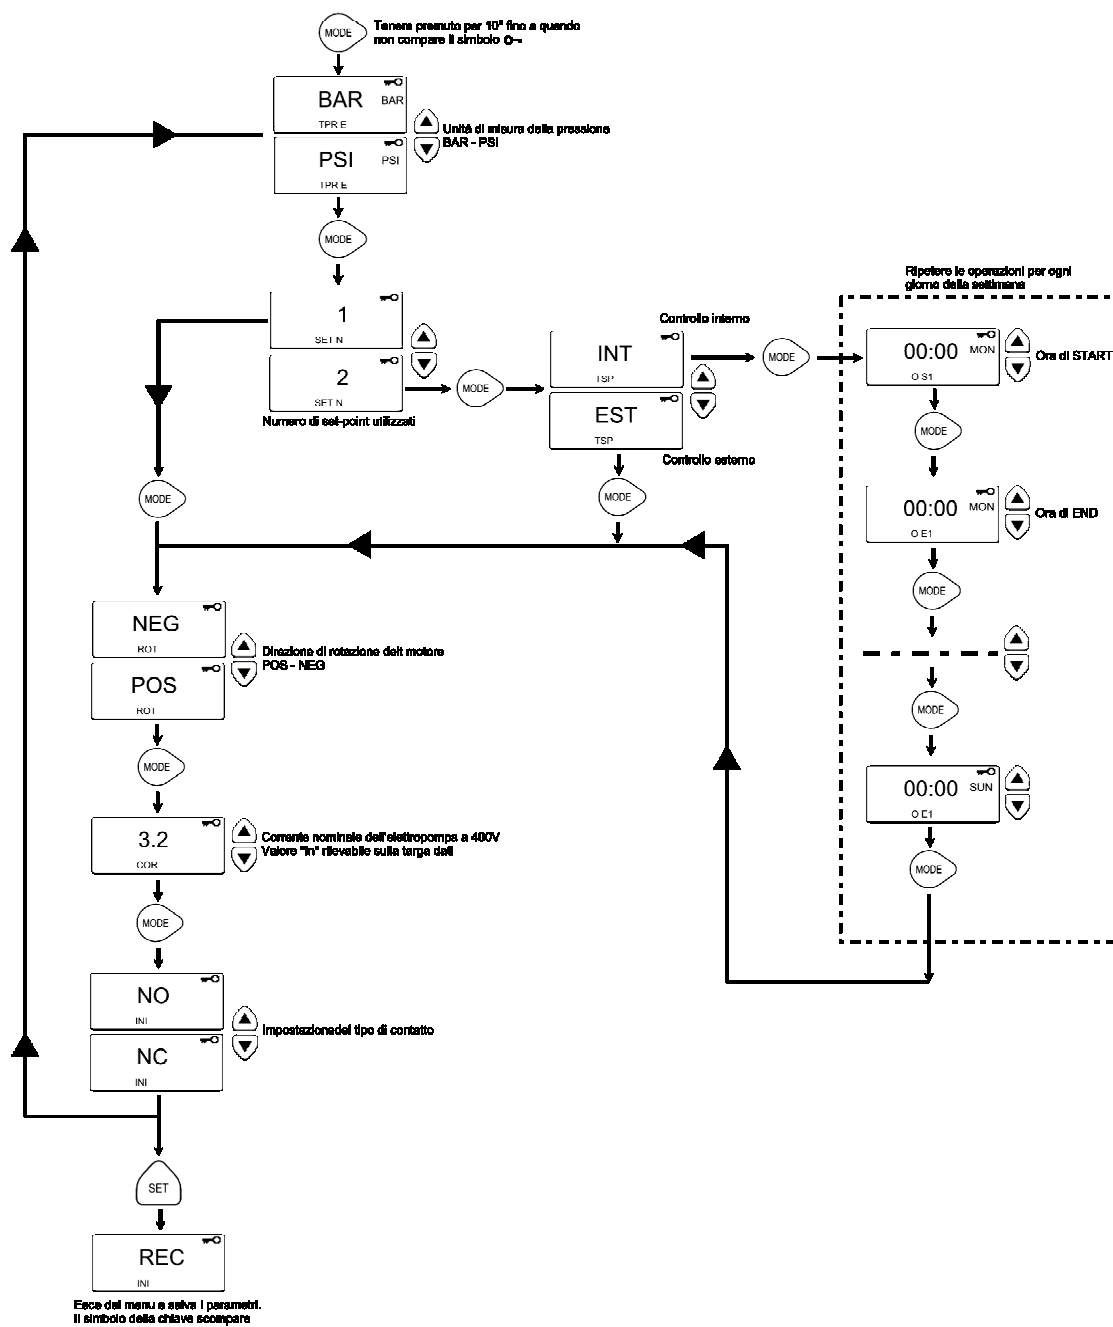 MODE
Tenere premuto per 10" fino a quando
non compare il simbolo
BAR BAR
TPR E
PSI PSI
TPR E
Unità di misura della pressione
BAR - PSI
MODE
1
SET N
2
SET N
Numero di set-point utilizzati
MODE
Controllo interno
INT
TSP
EST
TSP
Controllo esterno
MODE
MODE
Ripetere le operazioni per ogni
giorno della settimana
00:00 MON
O S1
Ora di START
MODE
00:00 MON
O E1
Ora di END
MODE
MODE
00:00 SUN
O E1
MODE
MODE
NEG
ROT
POS
ROT
Direzione di rotazione delt motore
POS - NEG
MODE
3.2
COR
Corrente nominale dell'elettropompa a 400V
Valore "In" rilevabile sulla targa dati
MODE
NO
INI
NC
INI
Impostazionedel tipo di contatto
SET
REC
INI
Esce dal menu e salva i parametri.
Il simbolo della chiave scompare